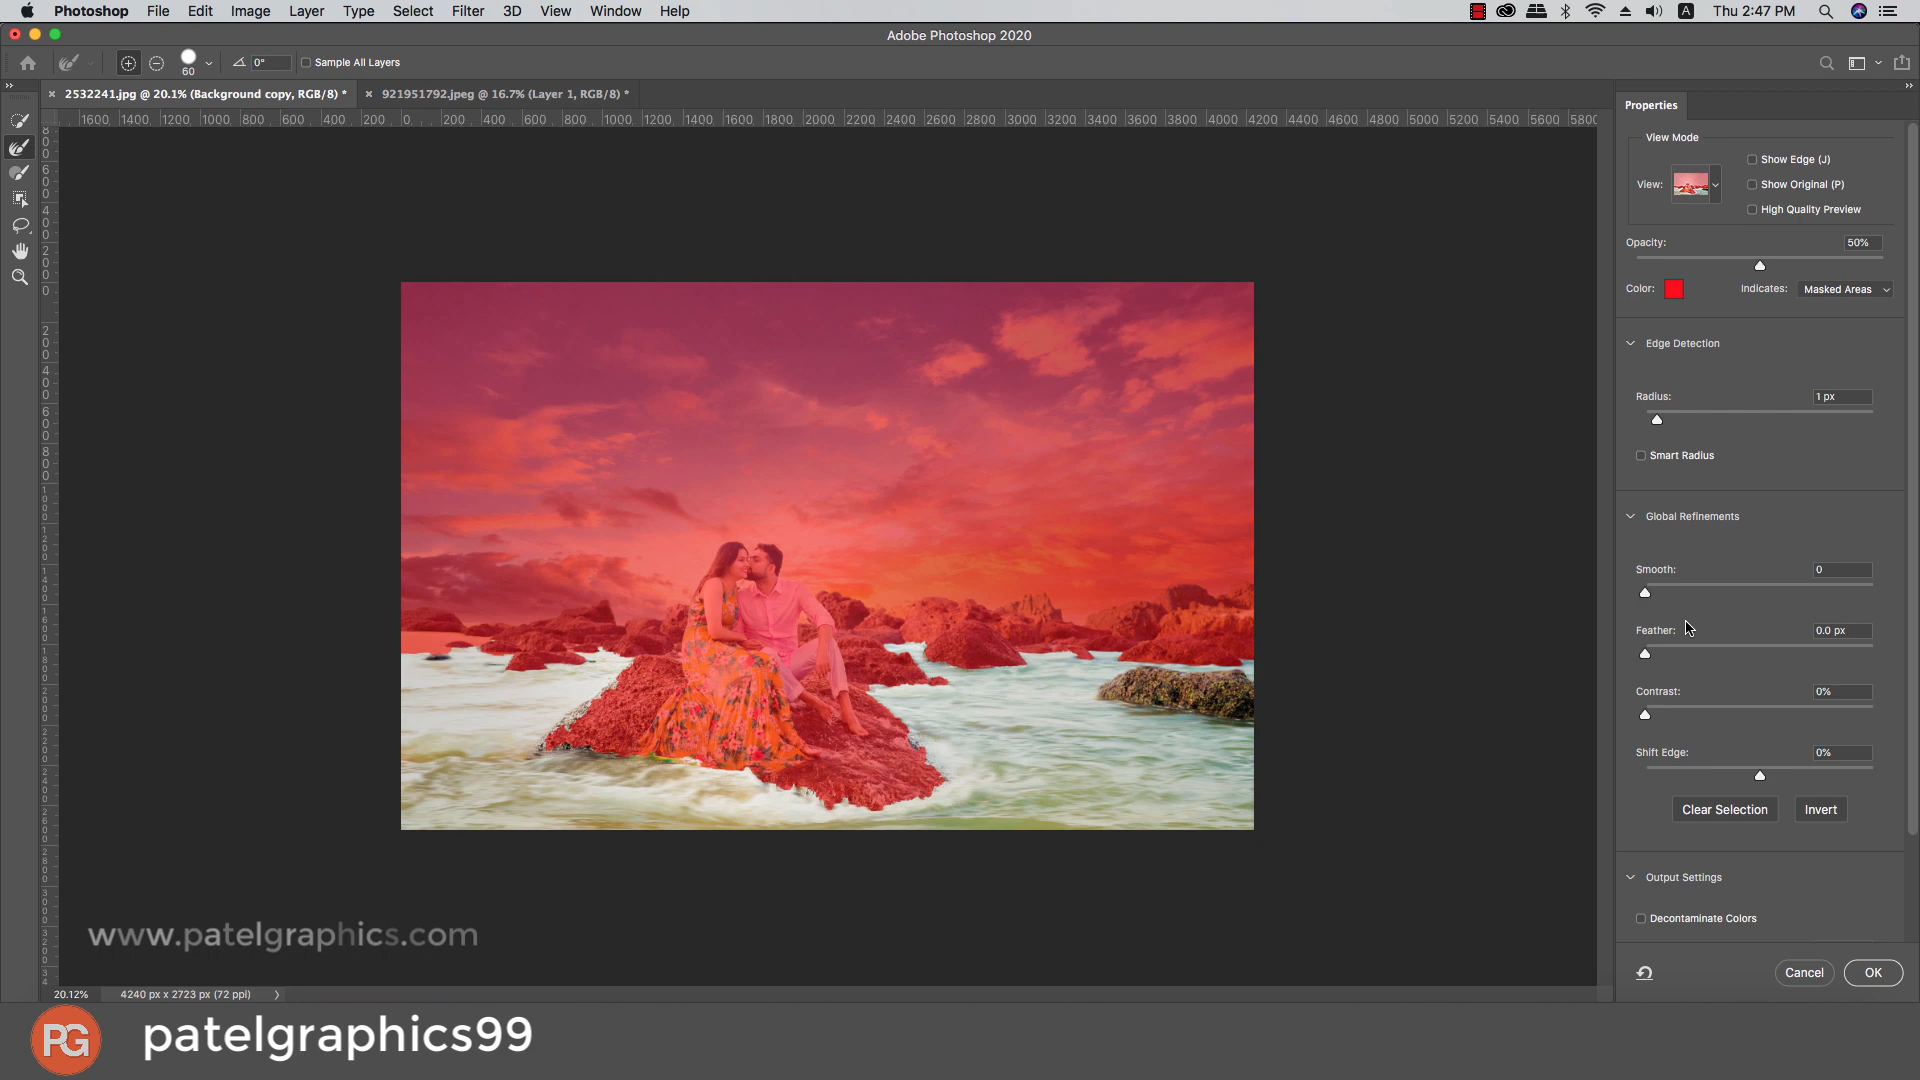 Photoshop File Edit Image Layer Type Select Filter 3D View Window Help
A Thu 2:47 PM
Adobe Photoshop 2020
60 0° Sample All Layers
2532241.jpg @ 20.1% (Background copy, RGB/8) * 921951792.jpeg @ 16.7% (Layer 1, RGB/8) *
1600 1400 1200 1000 800 600 400 200 0 200 400 600 800 1000 1200 1400 1600 1800 2000 2200 2400 2600 2800 3000 3200 3400 3600 3800 4000 4200 4400 4600 4800 5000 5200 5400 5600 5800
Properties
View Mode
Show Edge (J)
View: Show Original (P)
High Quality Preview
Opacity: 50%
Color: Indicates: Masked Areas
Edge Detection
Radius: 1 px
Smart Radius
Global Refinements
Smooth: 0
Feather: 0.0 px
Contrast: 0%
Shift Edge: 0%
Clear Selection Invert
Output Settings
Decontaminate Colors
Cancel OK
www.patelgraphics.com
20.12% 4240 px x 2723 px (72 ppi)
PG patelgraphics99